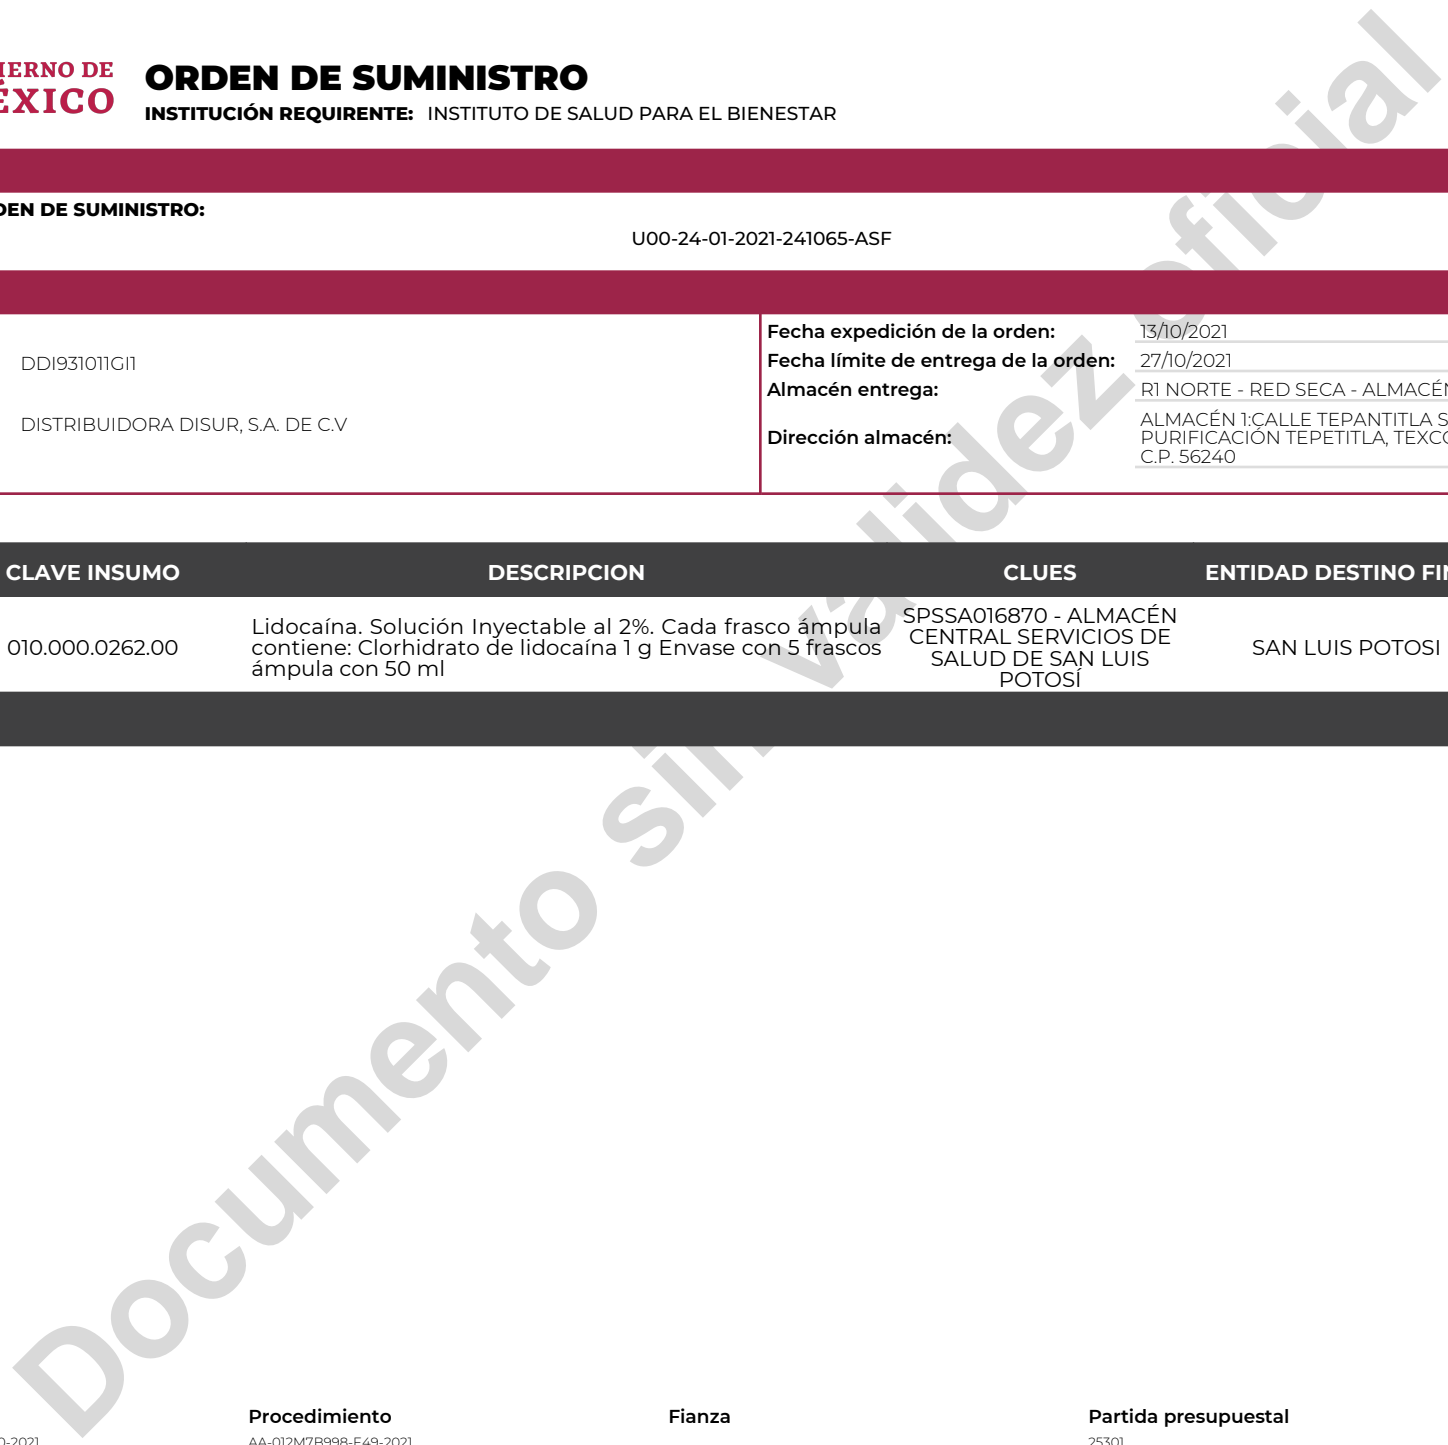 ORDEN DE SUMINISTRO
INSTITUCIÓN REQUIRENTE: INSTITUTO DE SALUD PARA EL BIENESTAR
IERNO DE
ÉXICO
DEN DE SUMINISTRO:
U00-24-01-2021-241065-ASF
DDI931011GI1
DISTRIBUIDORA DISUR, S.A. DE C.V
Fecha expedición de la orden: 13/10/2021
Fecha límite de entrega de la orden: 27/10/2021
Almacén entrega: R1 NORTE - RED SECA - ALMACÉN
Dirección almacén:
ALMACÉN 1:CALLE TEPANTITLA S
PURIFICACIÓN TEPETITLA, TEXCO
C.P. 56240
CLAVE INSUMO DESCRIPCION CLUES ENTIDAD DESTINO FIN
010.000.0262.00
Lidocaína. Solución Inyectable al 2%. Cada frasco ámpula
contiene: Clorhidrato de lidocaína 1 g Envase con 5 frascos
ámpula con 50 ml
SPSSA016870 - ALMACÉN
CENTRAL SERVICIOS DE
SALUD DE SAN LUIS
POTOSÍ
SAN LUIS POTOSI
Documento sin validez oficial
Procedimiento Fianza Partida presupuestal
0-2021 AA-012M7B998-E49-2021 25301